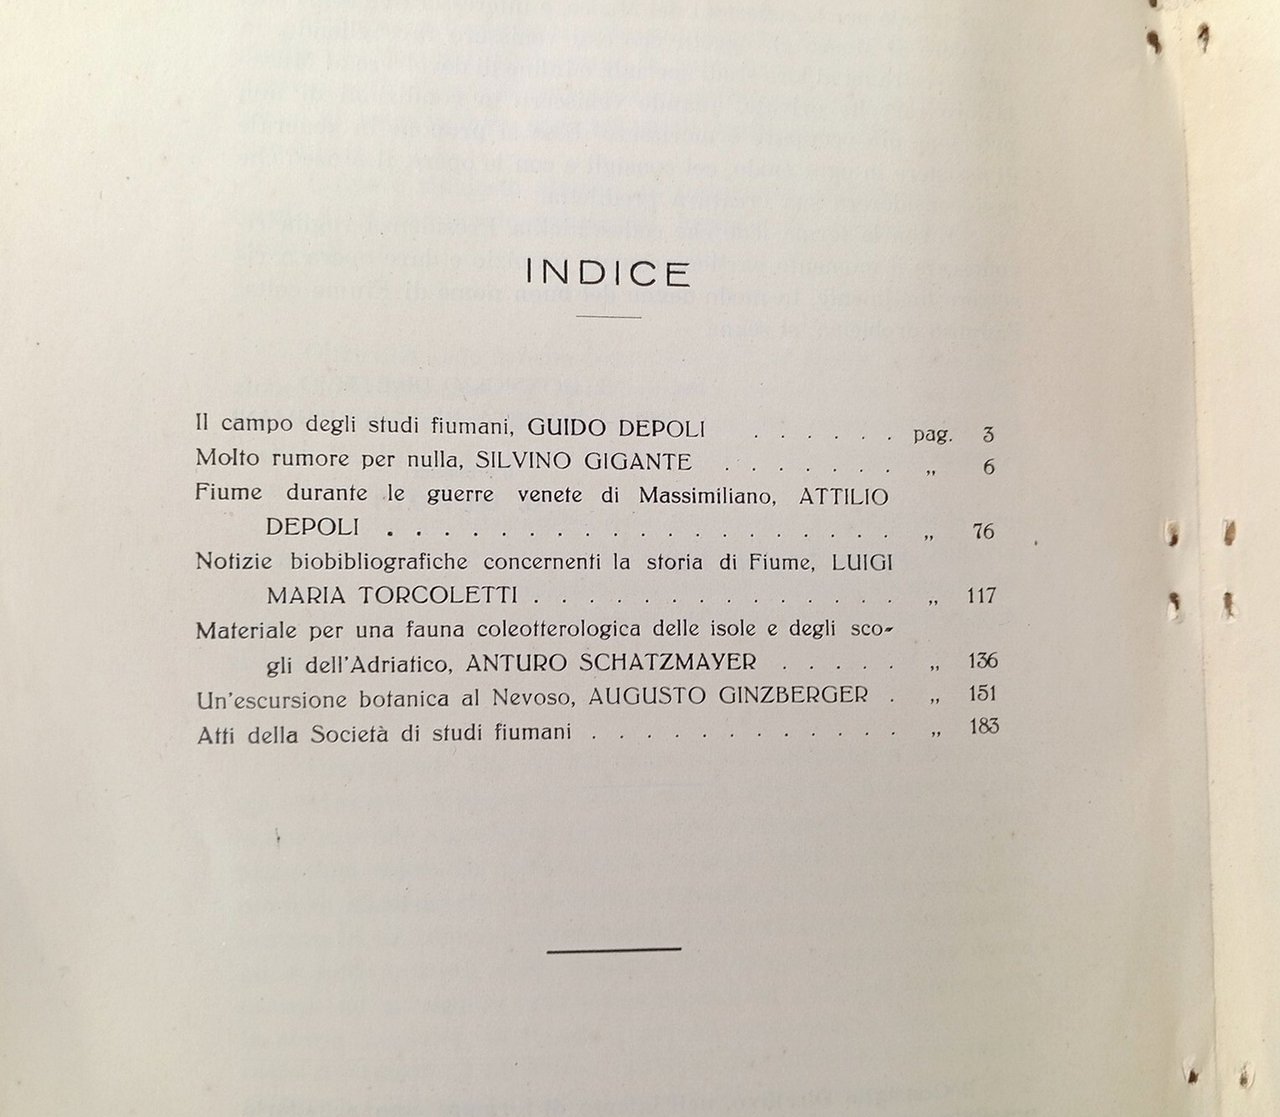 INDICE
Il campo degli studi fiumani, GUIDO DEPOLI . . . . . . pag. 3
Molto rumore per nulla, SILVINO GIGANTE . . . . . . . „ 6
Fiume durante le guerre venete di Massimiliano, ATTILIO
DEPOLI . . . . . . . . . . . . . . . . . . . „ 76
Notizie biobibliografiche concernenti la storia di Fiume, LUIGI
MARIA TORCOLETTI . . . . . . . . . . . . . . „ 117
Materiale per una fauna coleotterologica delle isole e degli sco-
gli dell'Adriatico, ANTURO SCHATZMAYER . . . . . „ 136
Un'escursione botanica al Nevoso, AUGUSTO GINZBERGER . „ 151
Atti della Società di studi fiumani . . . . . . . . . . . . „ 183